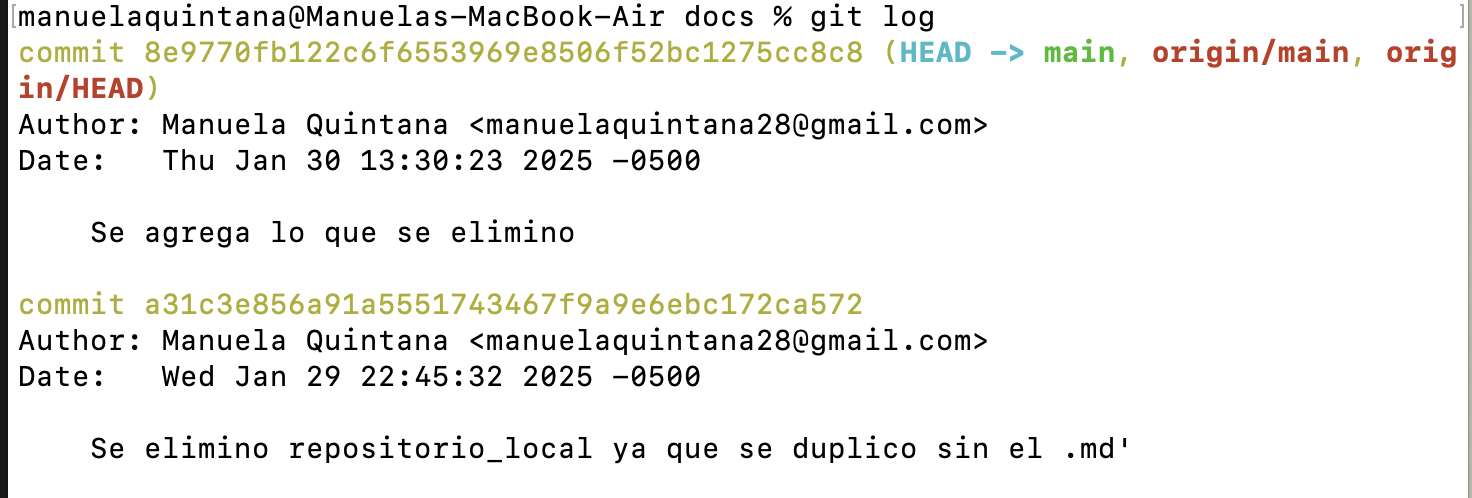 [manuelaquintana@Manuelas-MacBook-Air docs % git log ]
commit 8e9770fb122c6f6553969e8506f52bc1275cc8c8 (HEAD -> main, origin/main, orig
in/HEAD)
Author: Manuela Quintana <manuelaquintana28@gmail.com>
Date:   Thu Jan 30 13:30:23 2025 -0500
    Se agrega lo que se elimino
commit a31c3e856a91a5551743467f9a9e6ebc172ca572
Author: Manuela Quintana <manuelaquintana28@gmail.com>
Date:   Wed Jan 29 22:45:32 2025 -0500
    Se elimino repositorio_local ya que se duplico sin el .md'